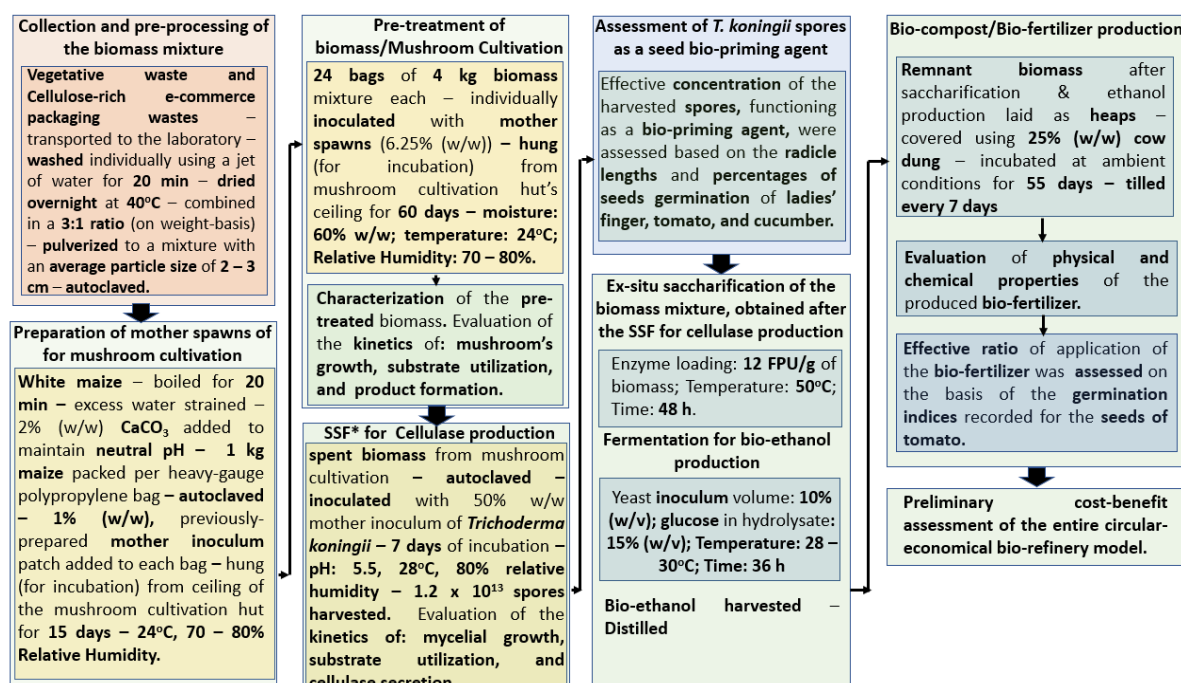 Collection and pre-processing
of the biomass mixture
Vegetative waste and
Cellulose-rich e-commerce
packaging wastes –
transported to the laboratory –
washed individually using a jet
of water for 20 min – dried
overnight at 40°C – combined
in a 3:1 ratio (on weight-basis)
– pulverized to a mixture with
an average particle size of 2 – 3
cm – autoclaved.
Preparation of mother spawns of
for mushroom cultivation
White maize – boiled for 20
min – excess water strained –
2% (w/w) CaCO₃ added to
maintain neutral pH – 1 kg
maize packed per heavy-gauge
polypropylene bag – autoclaved
– 1% (w/w), previously-
prepared mother inoculum
patch added to each bag – hung
(for incubation) from ceiling of
the mushroom cultivation hut
for 15 days – 24°C, 70 – 80%
Relative Humidity.
Pre-treatment of
biomass/Mushroom Cultivation
24 bags of 4 kg biomass
mixture each – individually
inoculated with mother
spawns (6.25% (w/w)) – hung
(for incubation) from
mushroom cultivation hut's
ceiling for 60 days – moisture:
60% w/w; temperature: 24°C;
Relative Humidity: 70 – 80%.
Characterization of the pre-
treated biomass. Evaluation of
the kinetics of: mushroom's
growth, substrate utilization,
and product formation.
SSF* for Cellulase production
spent biomass from mushroom
cultivation – autoclaved –
inoculated with 50% w/w
mother inoculum of Trichoderma
koningii – 7 days of incubation –
pH: 5.5, 28°C, 80% relative
humidity – 1.2 x 10¹³ spores
harvested. Evaluation of the
kinetics of: mycelial growth,
substrate utilization, and
cellulase secretion
Assessment of T. koningii spores
as a seed bio-priming agent
Effective concentration of the
harvested spores, functioning
as a bio-priming agent, were
assessed based on the radicle
lengths and percentages of
seeds germination of ladies'
finger, tomato, and cucumber.
Ex-situ saccharification of the
biomass mixture, obtained after
the SSF for cellulase production
Enzyme loading: 12 FPU/g of
biomass; Temperature: 50°C;
Time: 48 h.
Fermentation for bio-ethanol
production
Yeast inoculum volume: 10%
(w/v); glucose in hydrolysate:
15% (w/v); Temperature: 28 –
30°C; Time: 36 h
Bio-ethanol harvested –
Distilled
Bio-compost/Bio-fertilizer production
Remnant biomass after
saccharification & ethanol
production laid as heaps –
covered using 25% (w/w) cow
dung – incubated at ambient
conditions for 55 days – tilled
every 7 days
Evaluation of physical and
chemical properties of the
produced bio-fertilizer.
Effective ratio of application of
the bio-fertilizer was assessed on
the basis of the germination
indices recorded for the seeds of
tomato.
Preliminary cost-benefit
assessment of the entire circular-
economical bio-refinery model.